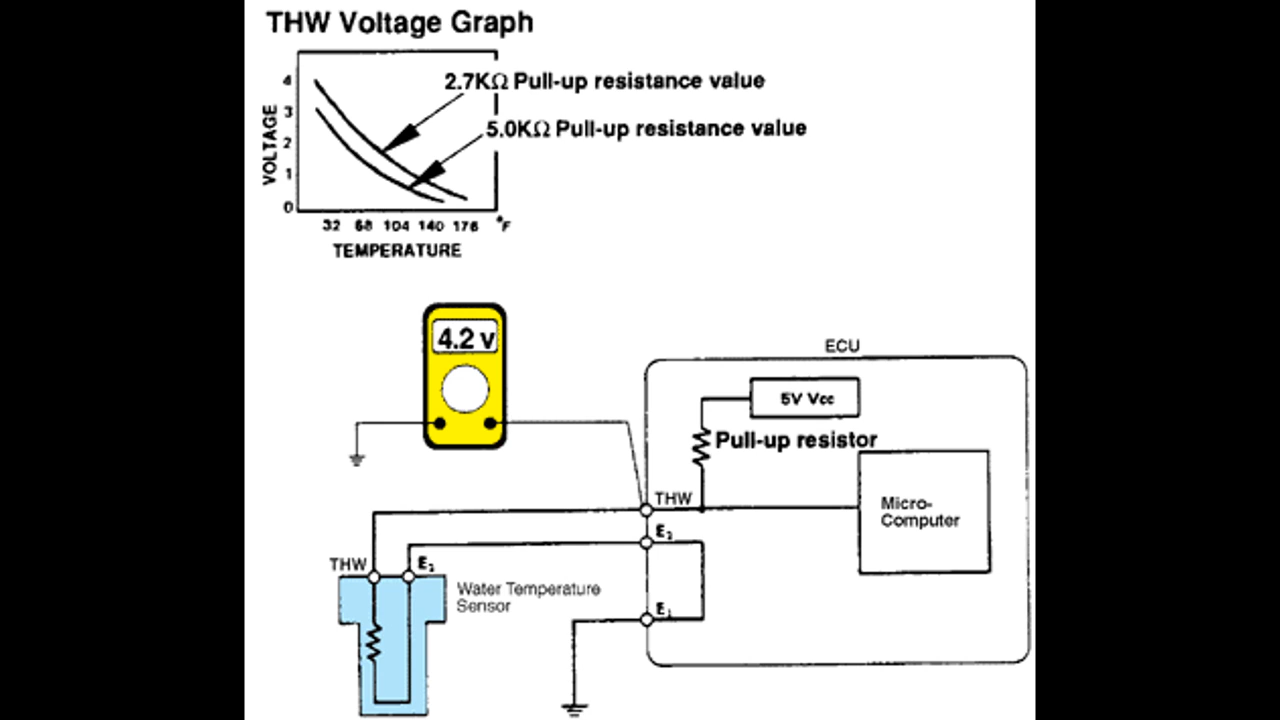 THW Voltage Graph
4
3
2
1
0
VOLTAGE
2.7KΩ Pull-up resistance value
5.0KΩ Pull-up resistance value
32 68 104 140 176 °F
TEMPERATURE
4.2 v
ECU
5V Vcc
Pull-up resistor
THW
Micro-
Computer
E₂
THW
E₂
Water Temperature
Sensor
E₁